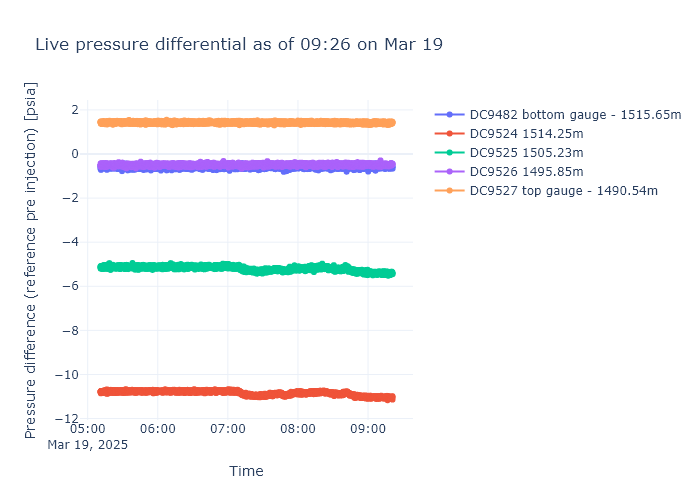 Live pressure differential as of 09:26 on Mar 19
Pressure difference (reference pre injection) [psia]
2
0
−2
−4
−6
−8
−10
−12
05:00
06:00
07:00
08:00
09:00
Mar 19, 2025
Time
DC9482 bottom gauge - 1515.65m
DC9524 1514.25m
DC9525 1505.23m
DC9526 1495.85m
DC9527 top gauge - 1490.54m